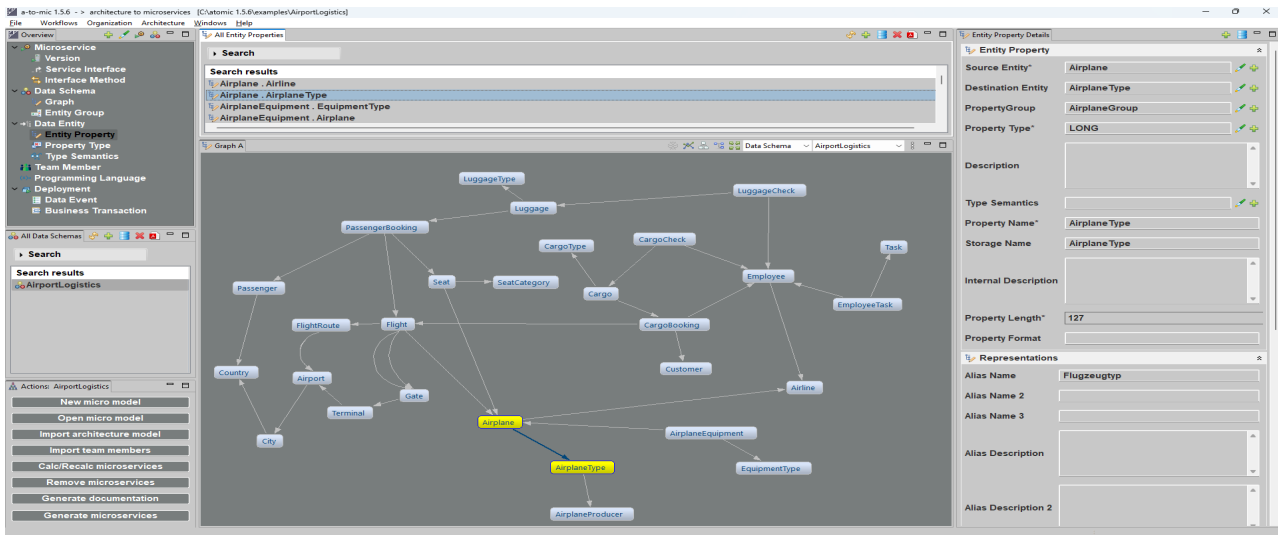 a-to-mic 1.5.6 - > architecture to microservices [C:\atomic 1.5.6\examples\AirportLogistics]
File Workflows Organization Architecture Windows Help
Overview
Microservice
Version
Service Interface
Interface Method
Data Schema
Graph
Entity Group
Data Entity
Entity Property
Property Type
Type Semantics
Team Member
Programming Language
Deployment
Data Event
Business Transaction
All Data Schemas
Search
Search results
AirportLogistics
Actions: AirportLogistics
New micro model
Open micro model
Import architecture model
Import team members
Calc/Recalc microservices
Remove microservices
Generate documentation
Generate microservices
All Entity Properties
Search
Search results
Airplane . Airline
Airplane . AirplaneType
AirplaneEquipment . EquipmentType
AirplaneEquipment . Airplane
Graph A
Data Schema
AirportLogistics
LuggageType
LuggageCheck
Luggage
PassengerBooking
CargoType
CargoCheck
Task
Passenger
Seat
SeatCategory
Employee
Cargo
EmployeeTask
FlightRoute
Flight
CargoBooking
Country
Airport
Customer
Gate
Airline
Terminal
Airplane
City
AirplaneEquipment
AirplaneType
EquipmentType
AirplaneProducer
Entity Property Details
Entity Property
Source Entity* Airplane
Destination Entity AirplaneType
PropertyGroup AirplaneGroup
Property Type* LONG
Description
Type Semantics
Property Name* AirplaneType
Storage Name AirplaneType
Internal Description
Property Length* 127
Property Format
Representations
Alias Name Flugzeugtyp
Alias Name 2
Alias Name 3
Alias Description
Alias Description 2